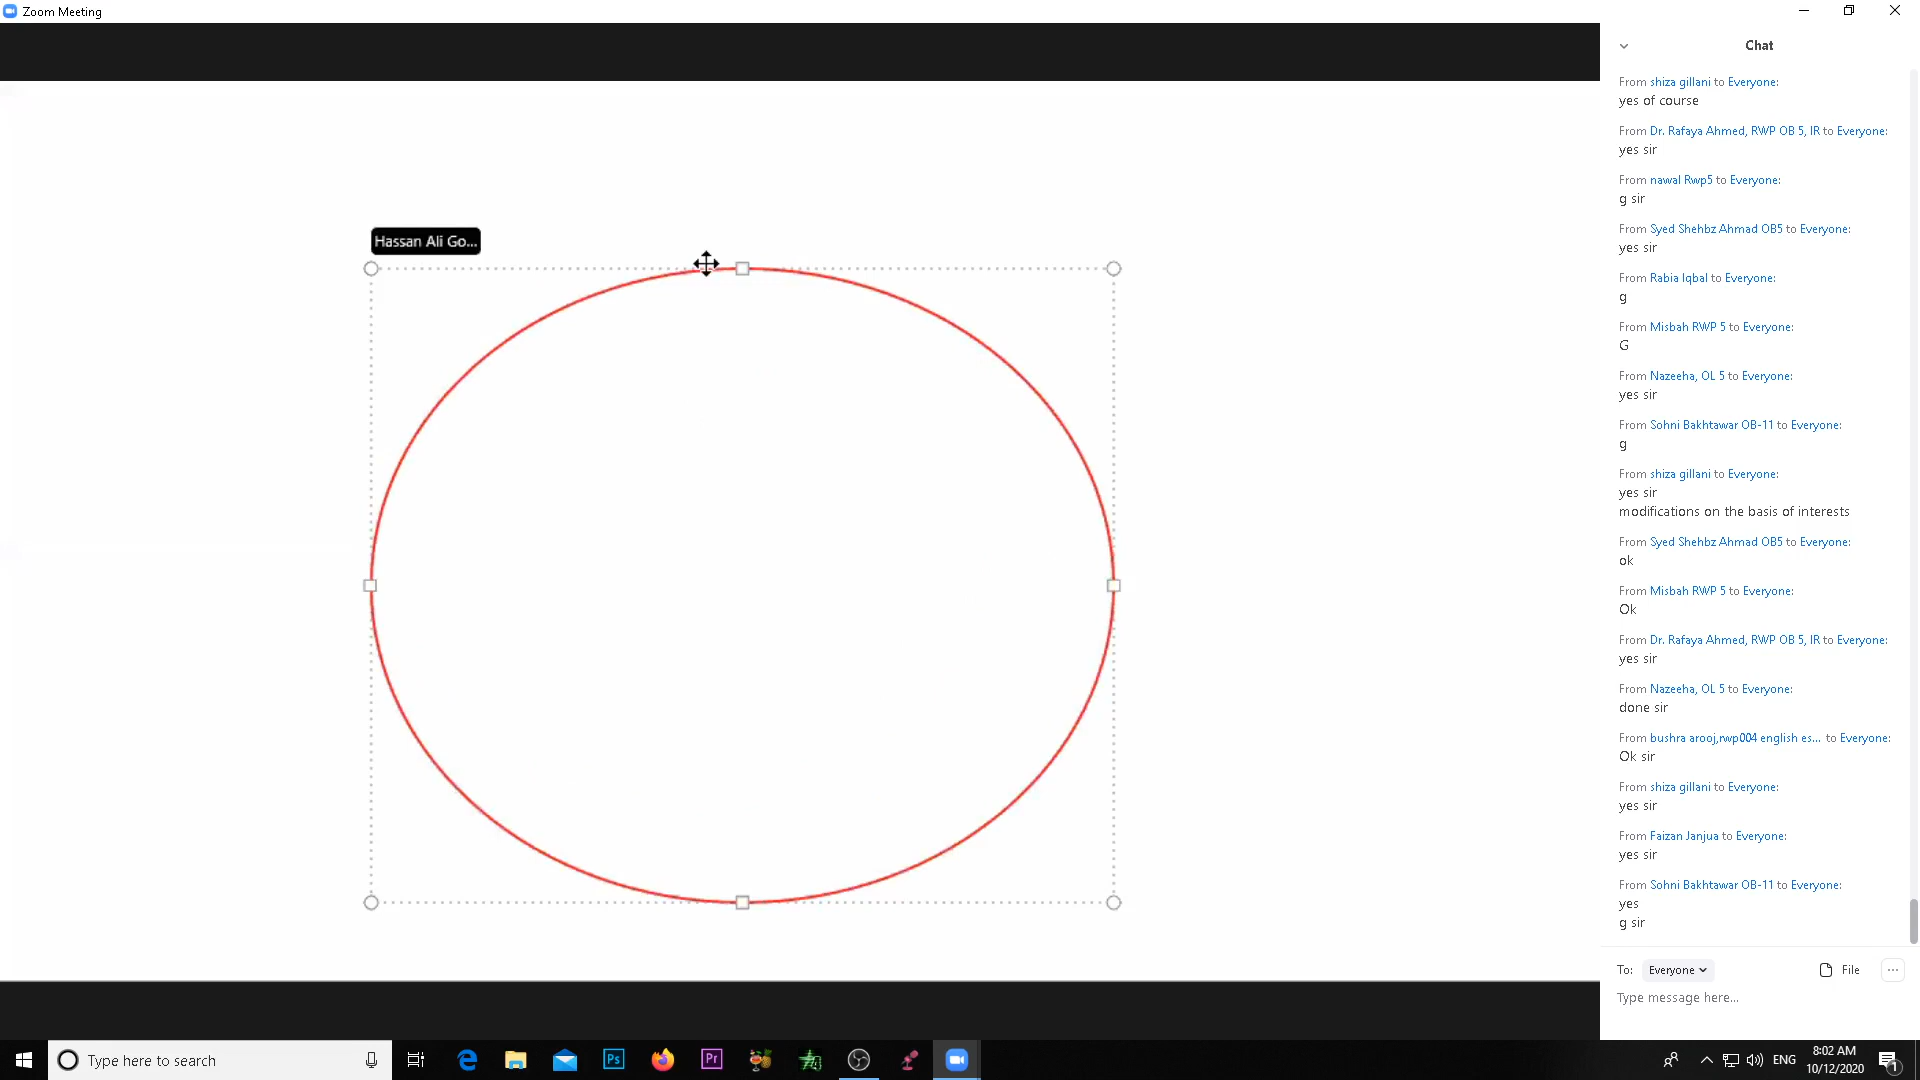 Zoom Meeting
Chat
From shiza gillani to Everyone:
yes of course
From Dr. Rafaya Ahmed, RWP OB 5, IR to Everyone:
yes sir
From nawal Rwp5 to Everyone:
g sir
From Syed Shehbz Ahmad OB5 to Everyone:
yes sir
From Rabia Iqbal to Everyone:
g
From Misbah RWP 5 to Everyone:
G
From Nazeeha, OL 5 to Everyone:
yes sir
From Sohni Bakhtawar OB-11 to Everyone:
g
From shiza gillani to Everyone:
yes sir
modifications on the basis of interests
From Syed Shehbz Ahmad OB5 to Everyone:
ok
From Misbah RWP 5 to Everyone:
Ok
From Dr. Rafaya Ahmed, RWP OB 5, IR to Everyone:
yes sir
From Nazeeha, OL 5 to Everyone:
done sir
From bushra arooj,rwp004 english es... to Everyone:
Ok sir
From shiza gillani to Everyone:
yes sir
From Faizan Janjua to Everyone:
yes sir
From Sohni Bakhtawar OB-11 to Everyone:
yes
g sir
To: Everyone File ...
Type message here...
Hassan Ali Go...
Type here to search
Ps
Pr
ENG
8:02 AM
10/12/2020
1